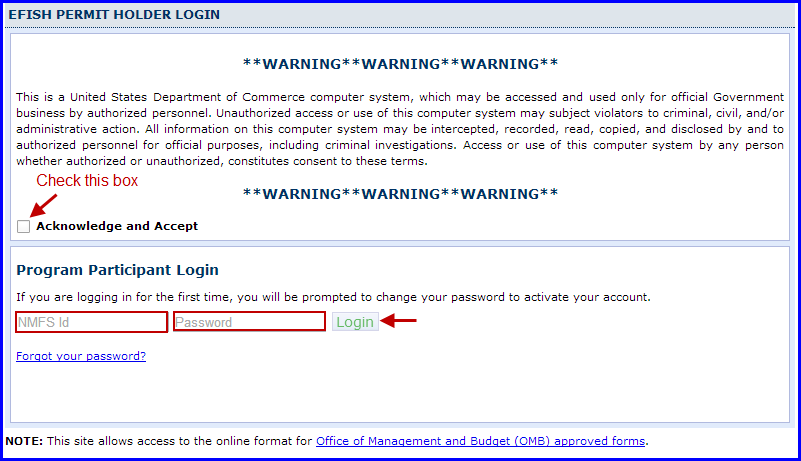 EFISH PERMIT HOLDER LOGIN
**WARNING**WARNING**WARNING**
This is a United States Department of Commerce computer system, which may be accessed and used only for official Government
business by authorized personnel. Unauthorized access or use of this computer system may subject violators to criminal, civil, and/or
administrative action. All information on this computer system may be intercepted, recorded, read, copied, and disclosed by and to
authorized personnel for official purposes, including criminal investigations. Access or use of this computer system by any person
whether authorized or unauthorized, constitutes consent to these terms.
Check this box
**WARNING**WARNING**WARNING**
Acknowledge and Accept
Program Participant Login
If you are logging in for the first time, you will be prompted to change your password to activate your account.
NMFS Id Password Login
Forgot your password?
NOTE: This site allows access to the online format for Office of Management and Budget (OMB) approved forms.